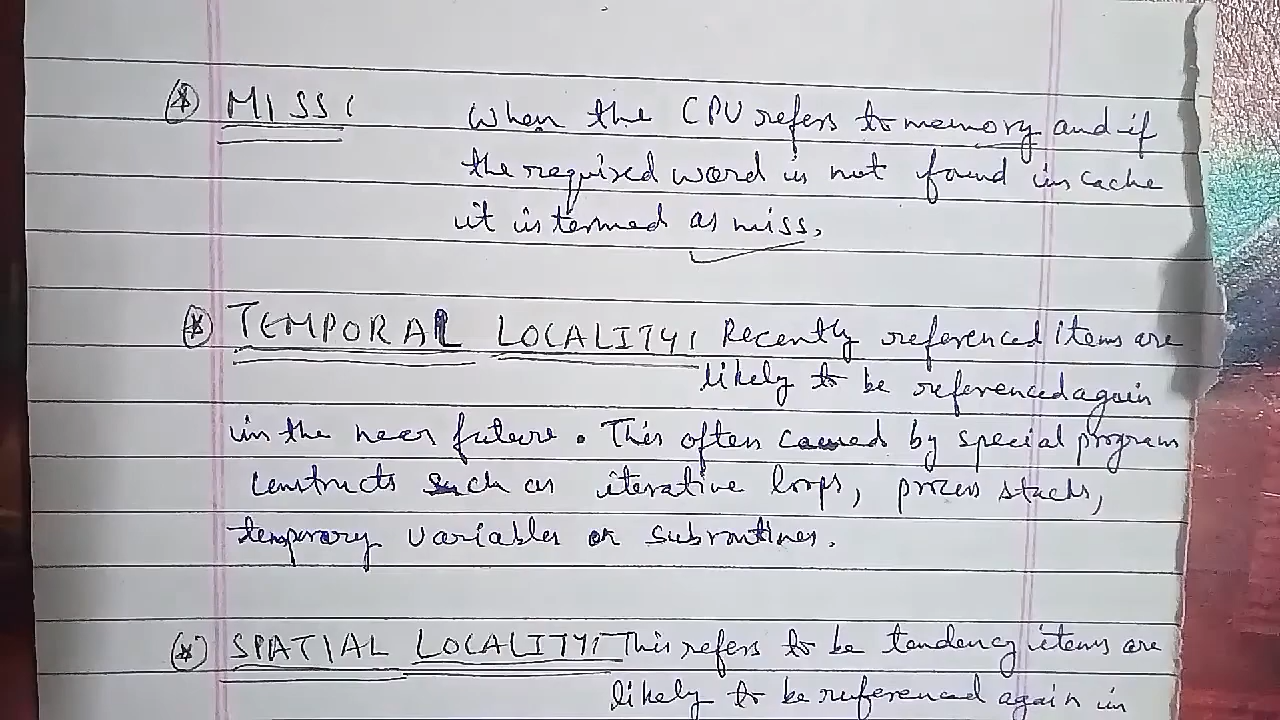 * MISS: When the CPU refers to memory and if
the required word is not found in cache
it is termed as miss.
* TEMPORAL LOCALITY: Recently referenced items are
likely to be referenced again
in the near future. This often caused by special program
constructs such as iterative loops, process stacks,
temporary variables or subroutines.
* SPATIAL LOCALITY: This refers to be tendency items are
likely to be referenced again in